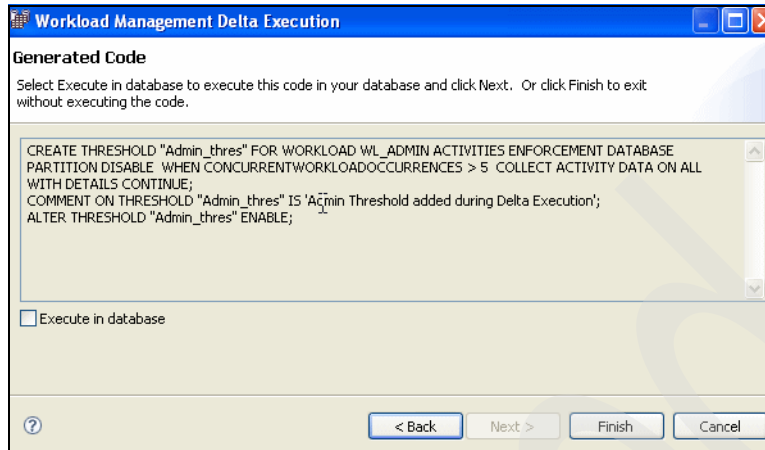 Workload Management Delta Execution
Generated Code
Select Execute in database to execute this code in your database and click Next. Or click Finish to exit
without executing the code.
CREATE THRESHOLD "Admin_thres" FOR WORKLOAD WL_ADMIN ACTIVITIES ENFORCEMENT DATABASE
PARTITION DISABLE WHEN CONCURRENTWORKLOADOCCURRENCES > 5 COLLECT ACTIVITY DATA ON ALL
WITH DETAILS CONTINUE;
COMMENT ON THRESHOLD "Admin_thres" IS 'Admin Threshold added during Delta Execution';
ALTER THRESHOLD "Admin_thres" ENABLE;
Execute in database
? < Back Next > Finish Cancel